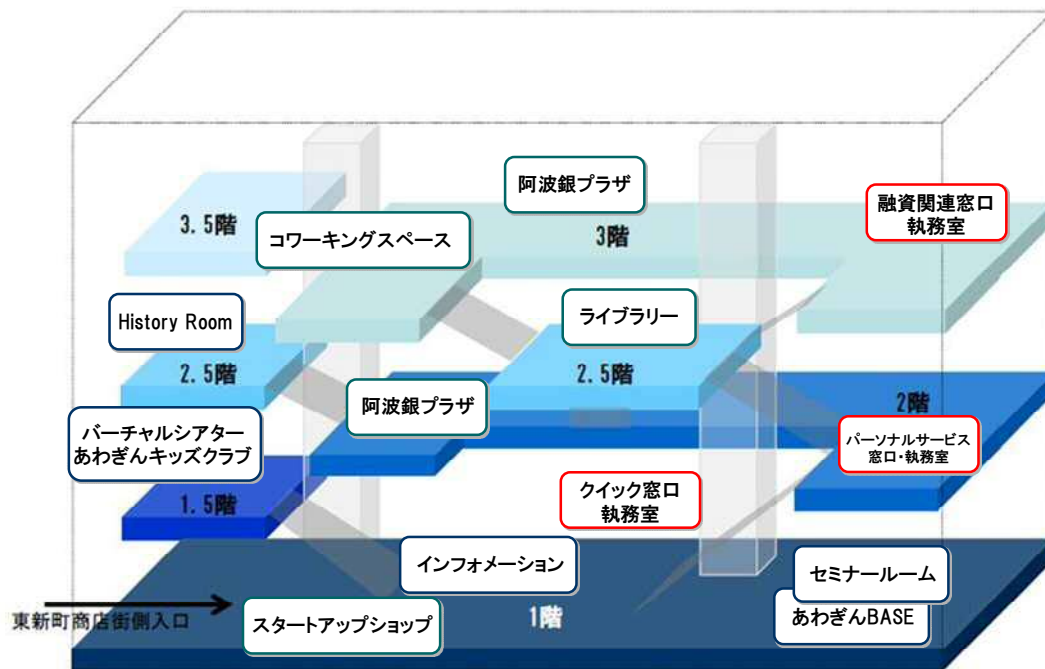 阿波銀プラザ
融資関連窓口
執務室
3.5階
コワーキングスペース
3階
History Room
ライブラリー
2.5階
2.5階
阿波銀プラザ
2階
バーチャルシアター
あわぎんキッズクラブ
パーソナルサービス
窓口・執務室
1.5階
クイック窓口
執務室
インフォメーション
セミナールーム
東新町商店街側入口
スタートアップショップ
1階
あわぎんBASE